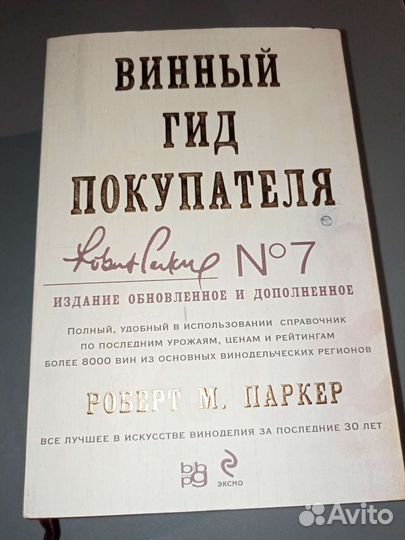 ВИННЫЙ
ГИД
ПОКУПАТЕЛЯ
№7
ИЗДАНИЕ ОБНОВЛЕННОЕ И ДОПОЛНЕННОЕ
ПОЛНЫЙ, УДОБНЫЙ В ИСПОЛЬЗОВАНИИ СПРАВОЧНИК
ПО ПОСЛЕДНИМ УРОЖАЯМ, ЦЕНАМ И РЕЙТИНГАМ
БОЛЕЕ 8000 ВИН ИЗ ОСНОВНЫХ ВИНОДЕЛЬЧЕСКИХ РЕГИОНОВ
РОБЕРТ М. ПАРКЕР
ВСЕ ЛУЧШЕЕ В ИСКУССТВЕ ВИНОДЕЛИЯ ЗА ПОСЛЕДНИЕ 30 ЛЕТ
ЭКСМО
Avito